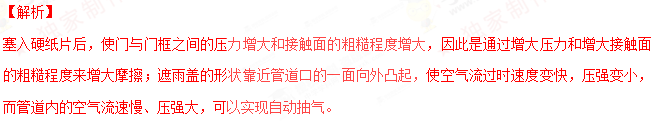 【解析】
塞入硬纸片后，使门与门框之间的压力增大和接触面的粗糙程度增大，因此是通过增大压力和增大接触面
的粗糙程度来增大摩擦；遮雨盖的形状靠近管道口的一面向外凸起，使空气流过时速度变快，压强变小，
而管道内的空气流速慢、压强大，可以实现自动抽气。